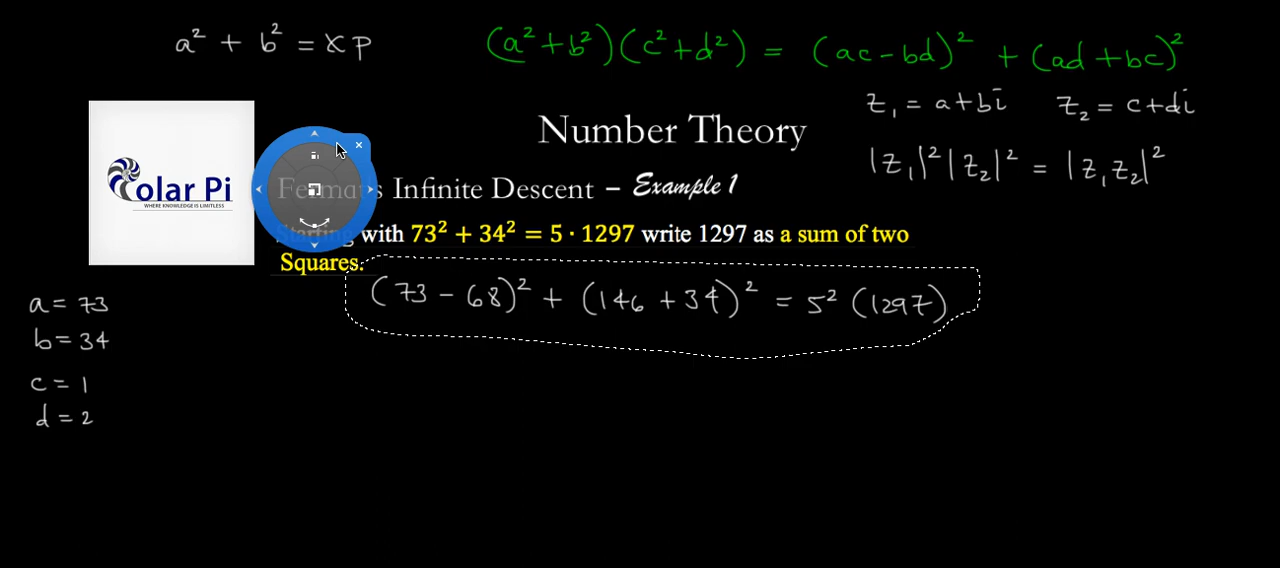 a² + b² = x p
(a² + b²)(c² + d²) = (ac - bd)² + (ad + bc)²
z₁ = a + bi z₂ = c + di
|z₁|² |z₂|² = |z₁z₂|²
Number Theory
olar Pi
WHERE KNOWLEDGE IS LIMITLESS
Fermat's Infinite Descent – Example 1
Starting with 73² + 34² = 5 · 1297 write 1297 as a sum of two
Squares.
(73 - 68)² + (146 + 34)² = 5² (1297)
a = 73
b = 34
c = 1
d = 2